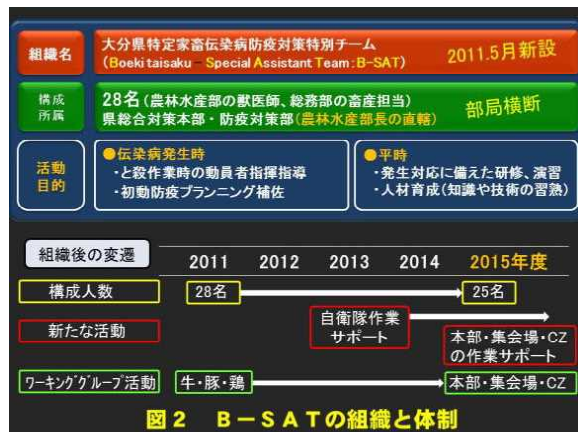 組織名
大分県特定家畜伝染病防疫対策特別チーム
(Boeki taisaku – Special Assistant Team:B-SAT)
2011.5月新設
構成
所属
28名(農林水産部の獣医師、総務部の畜産担当)
県総合対策本部・防疫対策部(農林水産部長の直轄)
部局横断
活動
目的
●伝染病発生時
・と殺作業時の動員者指揮指導
・初動防疫プランニング補佐
●平時
・発生対応に備えた研修、演習
・人材育成(知識や技術の習熟)
組織後の変遷
2011 2012 2013 2014 2015年度
構成人数 28名 25名
新たな活動
自衛隊作業
サポート
本部・集会場・CZ
の作業サポート
ワーキンググループ活動 牛・豚・鶏 本部・集会場・CZ
図2 B-SATの組織と体制